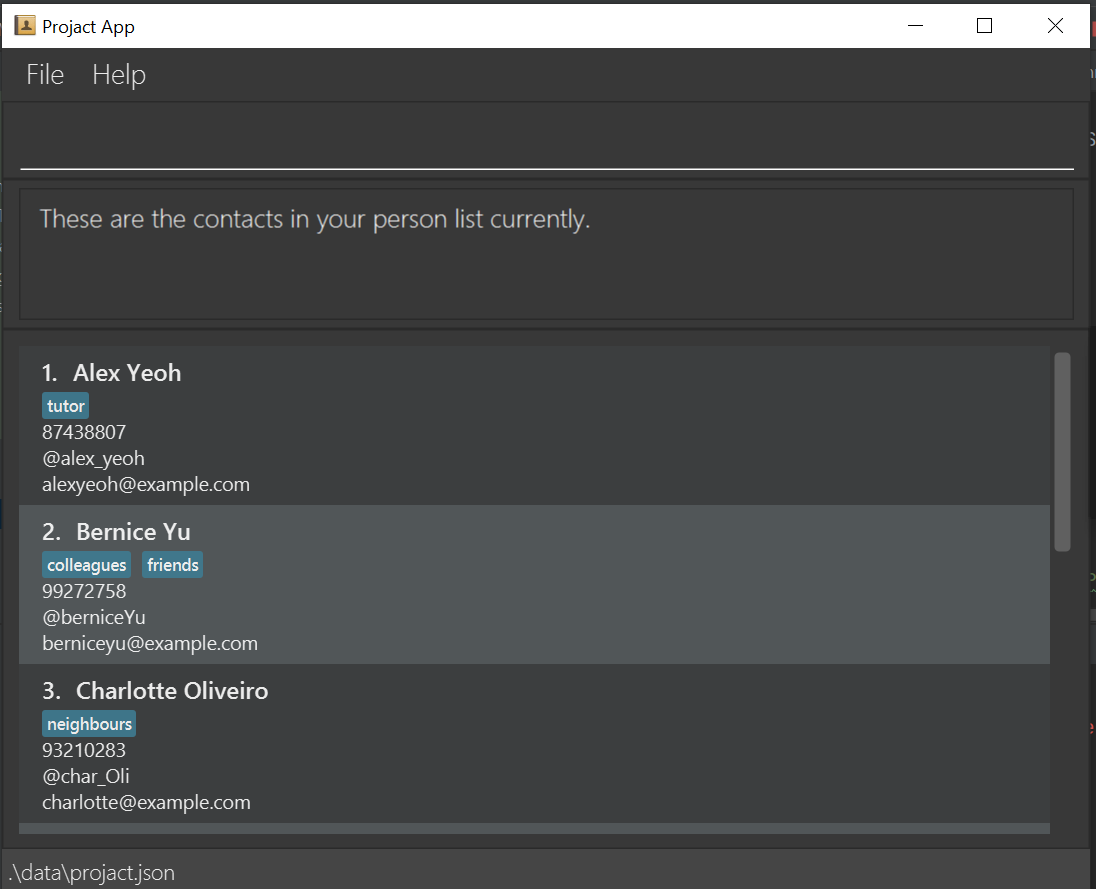 Projact App
File Help
These are the contacts in your person list currently.
1. Alex Yeoh
tutor
87438807
@alex_yeoh
alexyeoh@example.com
2. Bernice Yu
colleagues friends
99272758
@berniceYu
berniceyu@example.com
3. Charlotte Oliveiro
neighbours
93210283
@char_Oli
charlotte@example.com
.\data\projact.json